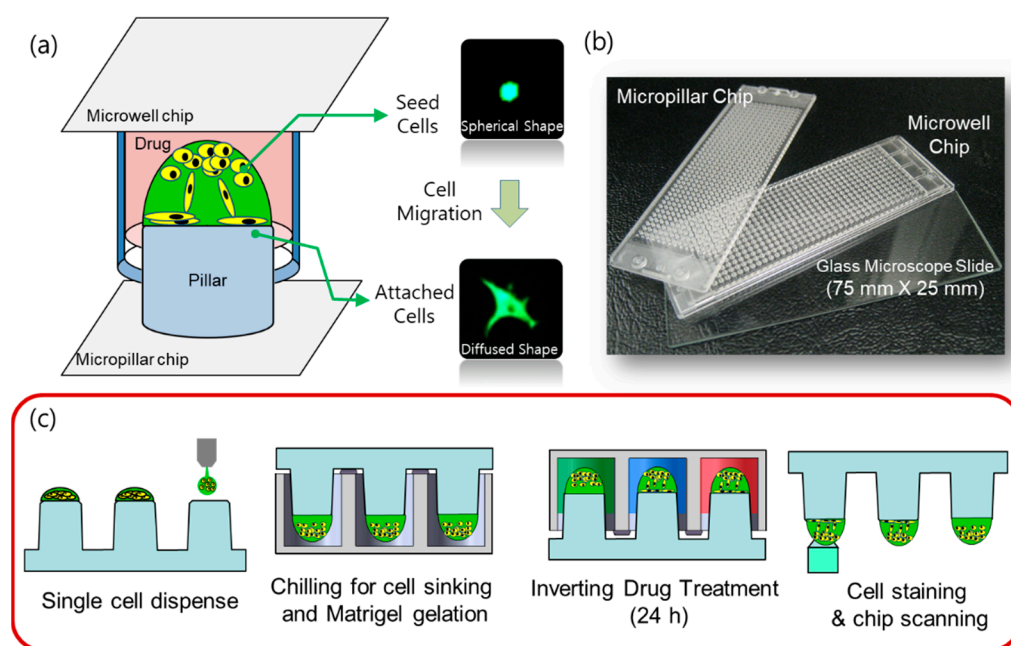 (a)
Microwell chip
Drug
Pillar
Micropillar chip
Seed
Cells
Spherical Shape
Cell
Migration
Attached
Cells
Diffused Shape
(b)
Micropillar Chip
Microwell
Chip
Glass Microscope Slide
(75 mm X 25 mm)
(c)
Single cell dispense
Chilling for cell sinking
and Matrigel gelation
Inverting Drug Treatment
(24 h)
Cell staining
& chip scanning